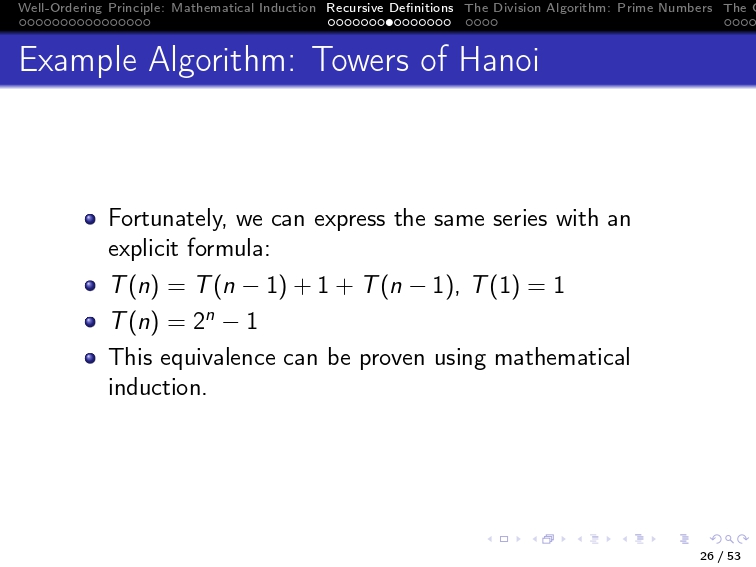 Well-Ordering Principle: Mathematical Induction Recursive Definitions The Division Algorithm: Prime Numbers The
Example Algorithm: Towers of Hanoi
Fortunately, we can express the same series with an
explicit formula:
T(n) = T(n − 1) + 1 + T(n − 1), T(1) = 1
T(n) = 2ⁿ − 1
This equivalence can be proven using mathematical
induction.
26 / 53